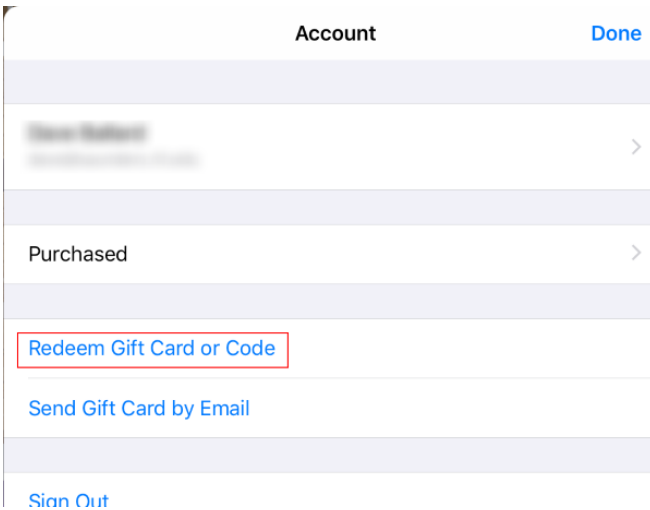 Account
Done
Purchased
Redeem Gift Card or Code
Send Gift Card by Email
Sign Out